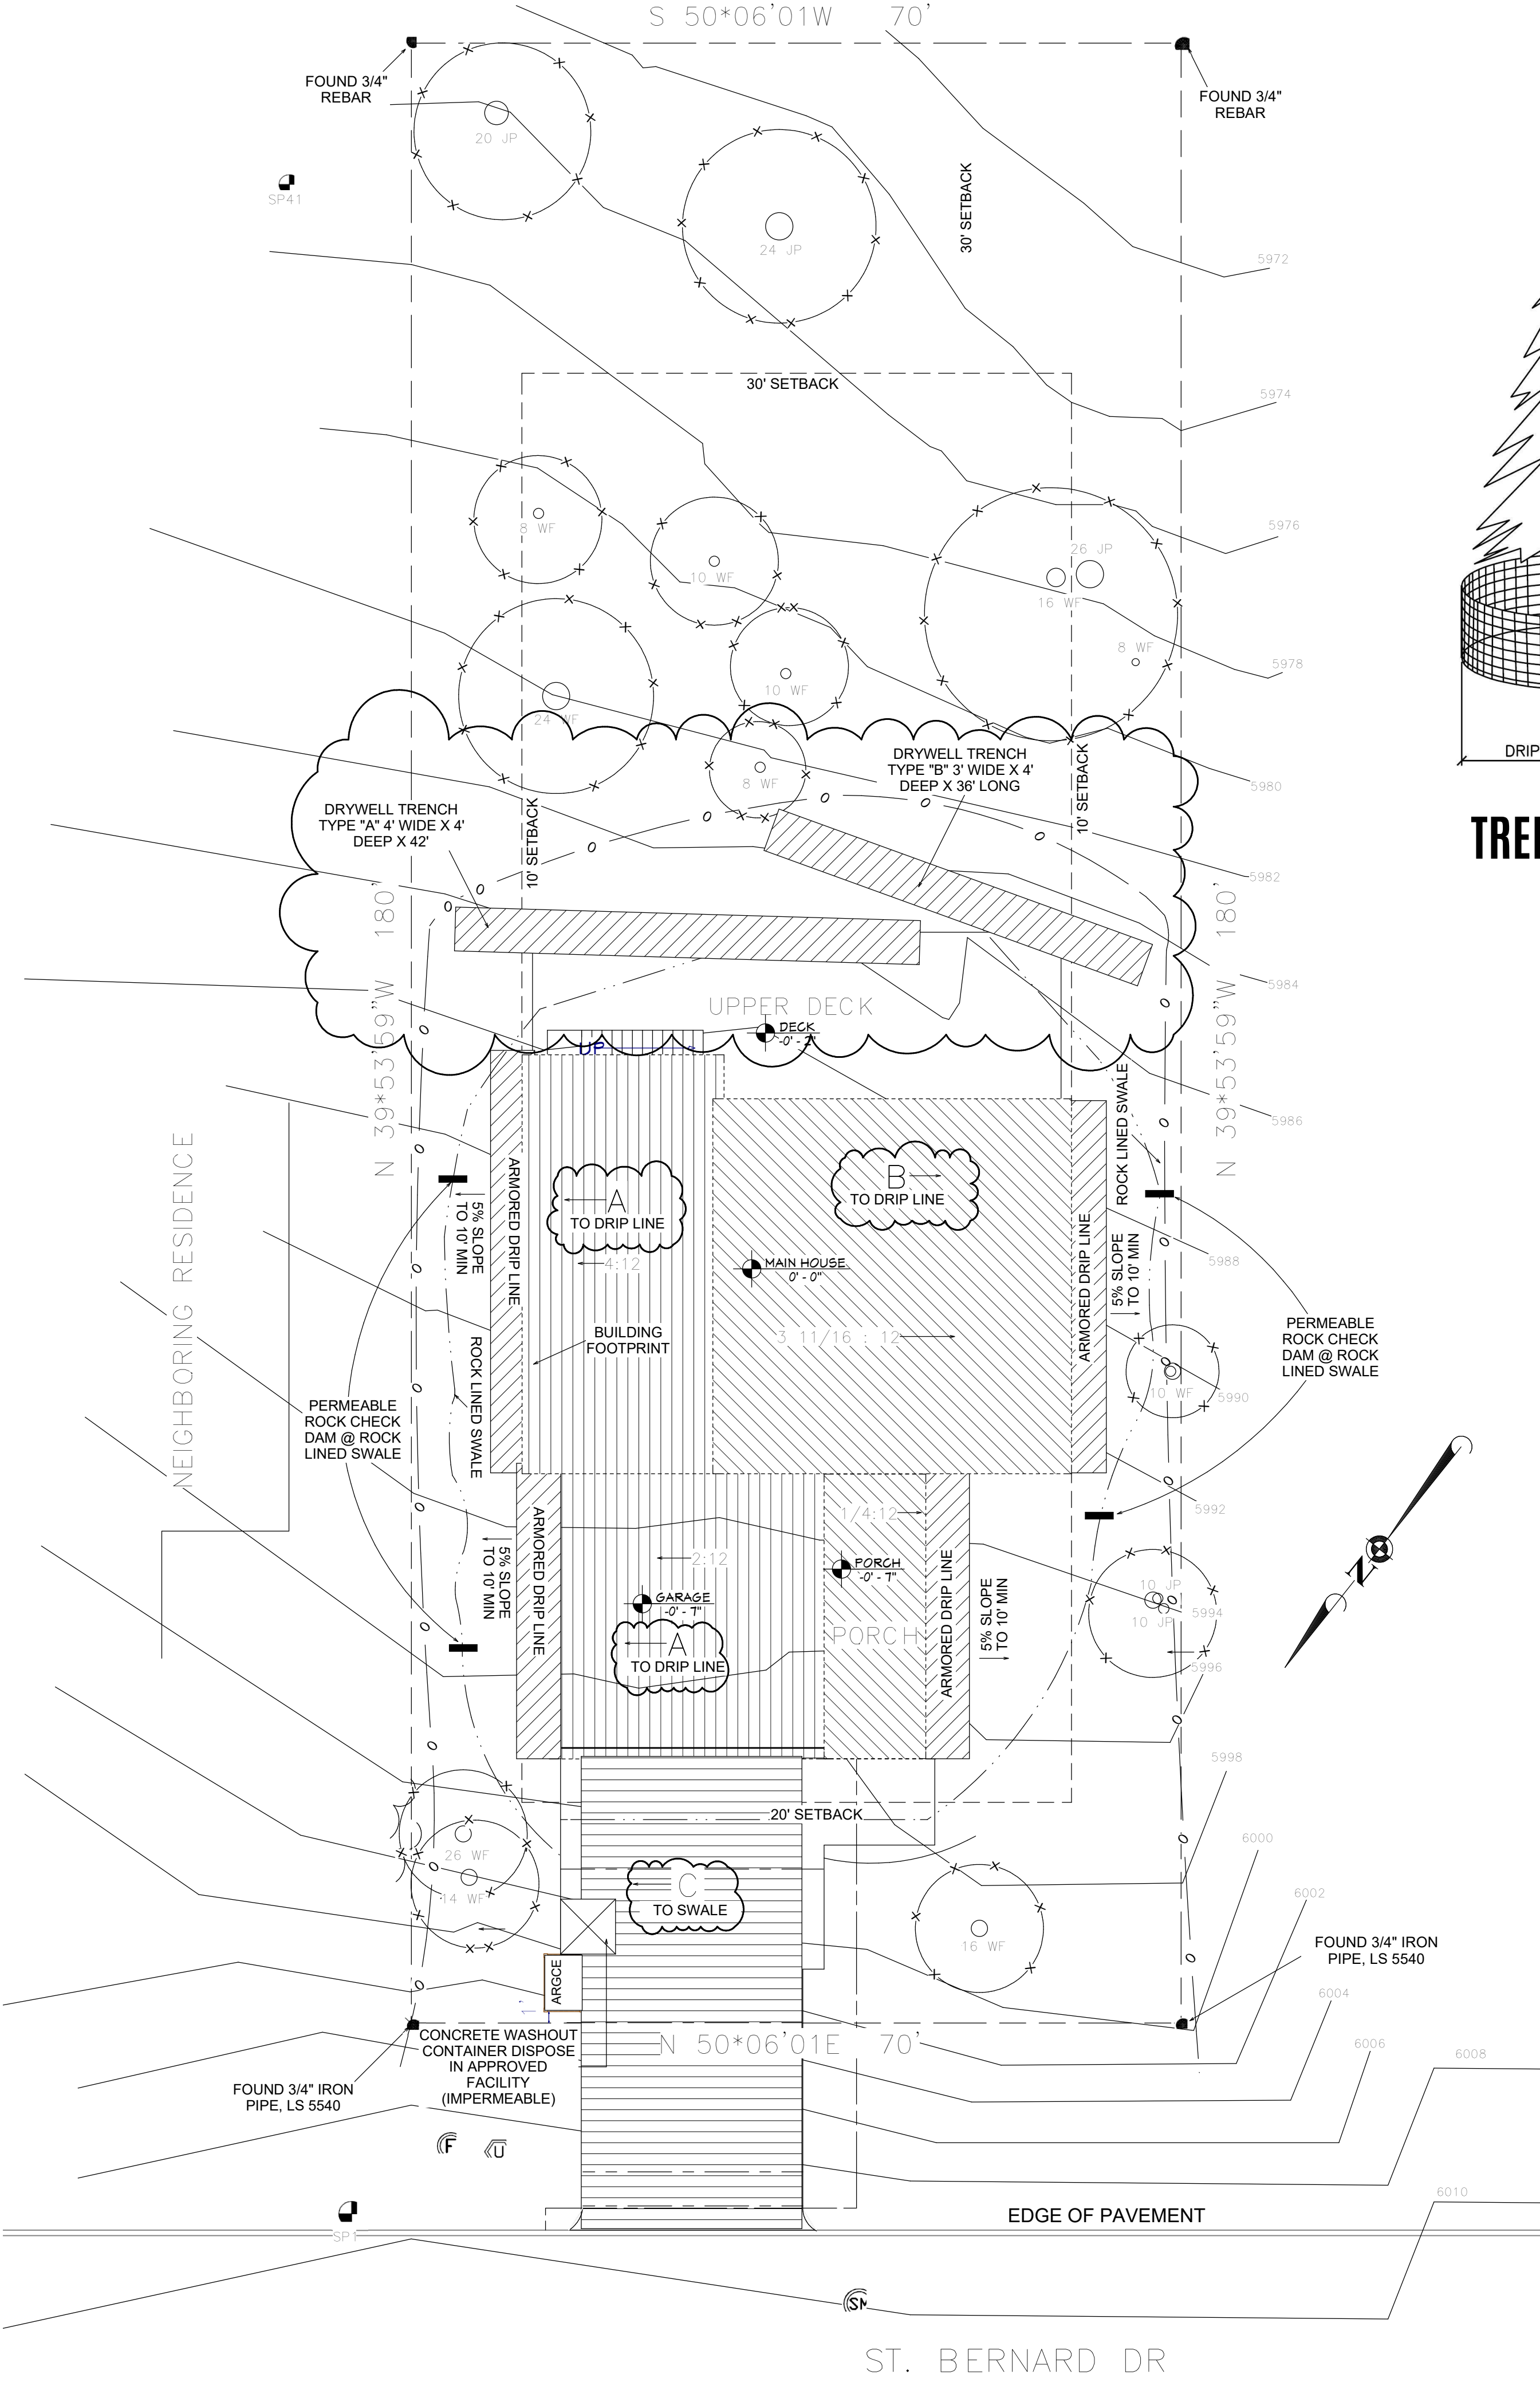 S 50*06'01W 70'
FOUND 3/4"
REBAR
FOUND 3/4"
REBAR
20 JP
SP41
24 JP
30' SETBACK
5972
30' SETBACK
5974
8 WF
10 WF
26 JP
16 WF
5976
8 WF
5978
10 WF
24 WF
8 WF
DRYWELL TRENCH
TYPE "B" 3' WIDE X 4'
DEEP X 36' LONG
10' SETBACK
5980
DRIP
DRYWELL TRENCH
TYPE "A" 4' WIDE X 4'
DEEP X 42'
10' SETBACK
TREE
5982
N 39*53'59"W 180'
N 39*53'59"W 180'
5984
UPPER DECK
DECK
-0' - 2"
UP
5986
NEIGHBORING RESIDENCE
ARMORED DRIP LINE
5% SLOPE
TO 10' MIN
A
TO DRIP LINE
4:12
B
TO DRIP LINE
MAIN HOUSE
0' - 0"
ROCK LINED SWALE
ARMORED DRIP LINE
5% SLOPE
TO 10' MIN
5988
BUILDING
FOOTPRINT
3 11/16 : 12
PERMEABLE
ROCK CHECK
DAM @ ROCK
LINED SWALE
10 WF
5990
PERMEABLE
ROCK CHECK
DAM @ ROCK
LINED SWALE
ROCK LINED SWALE
5992
ARMORED DRIP LINE
5% SLOPE
TO 10' MIN
1/4:12
2:12
PORCH
-0' - 7"
GARAGE
-0' - 7"
A
TO DRIP LINE
PORCH
ARMORED DRIP LINE
5% SLOPE
TO 10' MIN
10 JP
10 JP
5994
5996
N
5998
20' SETBACK
26 WF
14 WF
6000
C
TO SWALE
6002
16 WF
FOUND 3/4" IRON
PIPE, LS 5540
ARGCE
6004
CONCRETE WASHOUT
CONTAINER DISPOSE
IN APPROVED
FACILITY
(IMPERMEABLE)
N 50*06'01E 70'
6006
6008
FOUND 3/4" IRON
PIPE, LS 5540
F
U
6010
SP1
EDGE OF PAVEMENT
ST. BERNARD DR